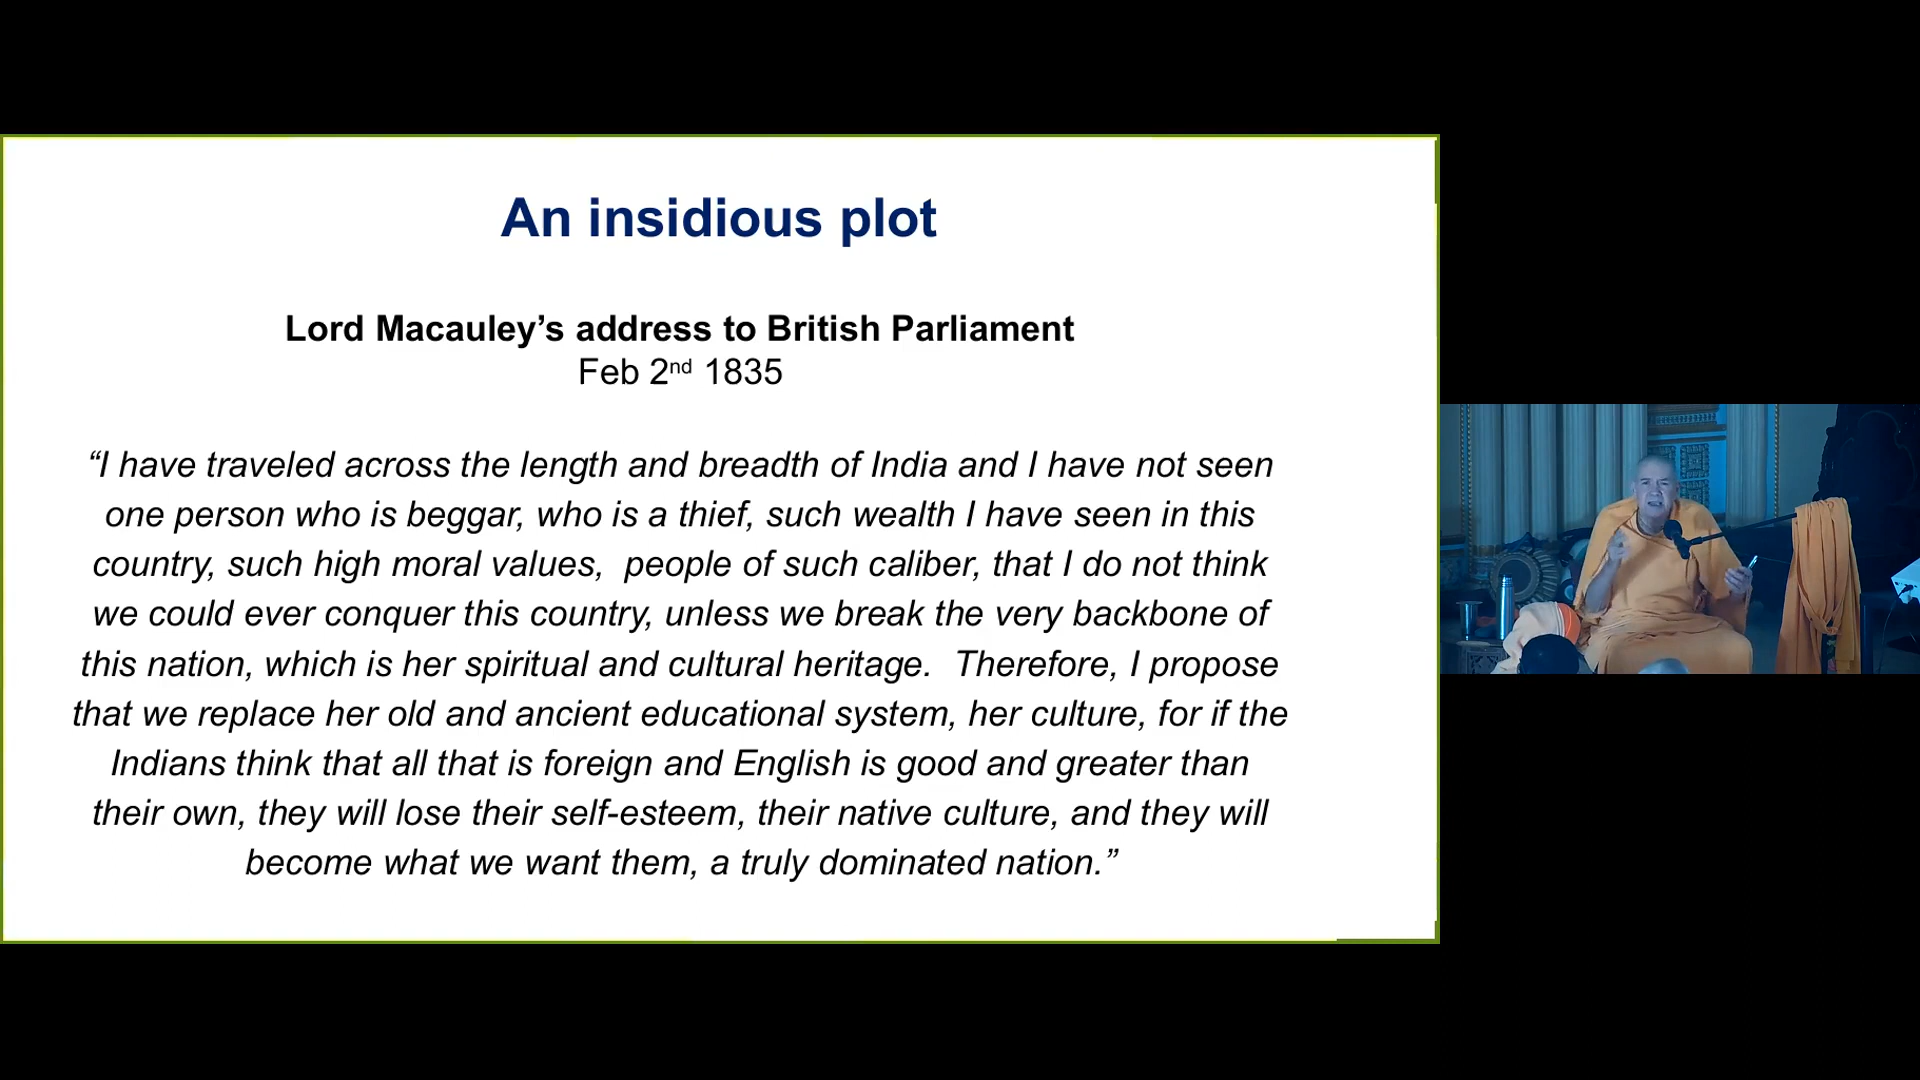 An insidious plot
Lord Macauley’s address to British Parliament
Feb 2nd 1835
“I have traveled across the length and breadth of India and I have not seen
one person who is beggar, who is a thief, such wealth I have seen in this
country, such high moral values,  people of such caliber, that I do not think
we could ever conquer this country, unless we break the very backbone of
this nation, which is her spiritual and cultural heritage.  Therefore, I propose
that we replace her old and ancient educational system, her culture, for if the
Indians think that all that is foreign and English is good and greater than
their own, they will lose their self-esteem, their native culture, and they will
become what we want them, a truly dominated nation.”